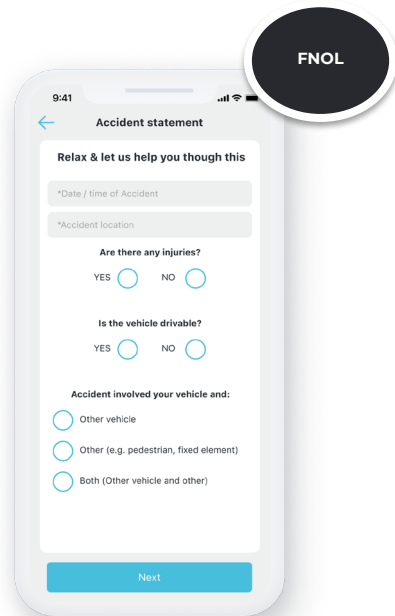 FNOL
9:41
Accident statement
Relax & let us help you though this
*Date / time of Accident
*Accident location
Are there any injuries?
YES NO
Is the vehicle drivable?
YES NO
Accident involved your vehicle and:
Other vehicle
Other (e.g. pedestrian, fixed element)
Both (Other vehicle and other)
Next